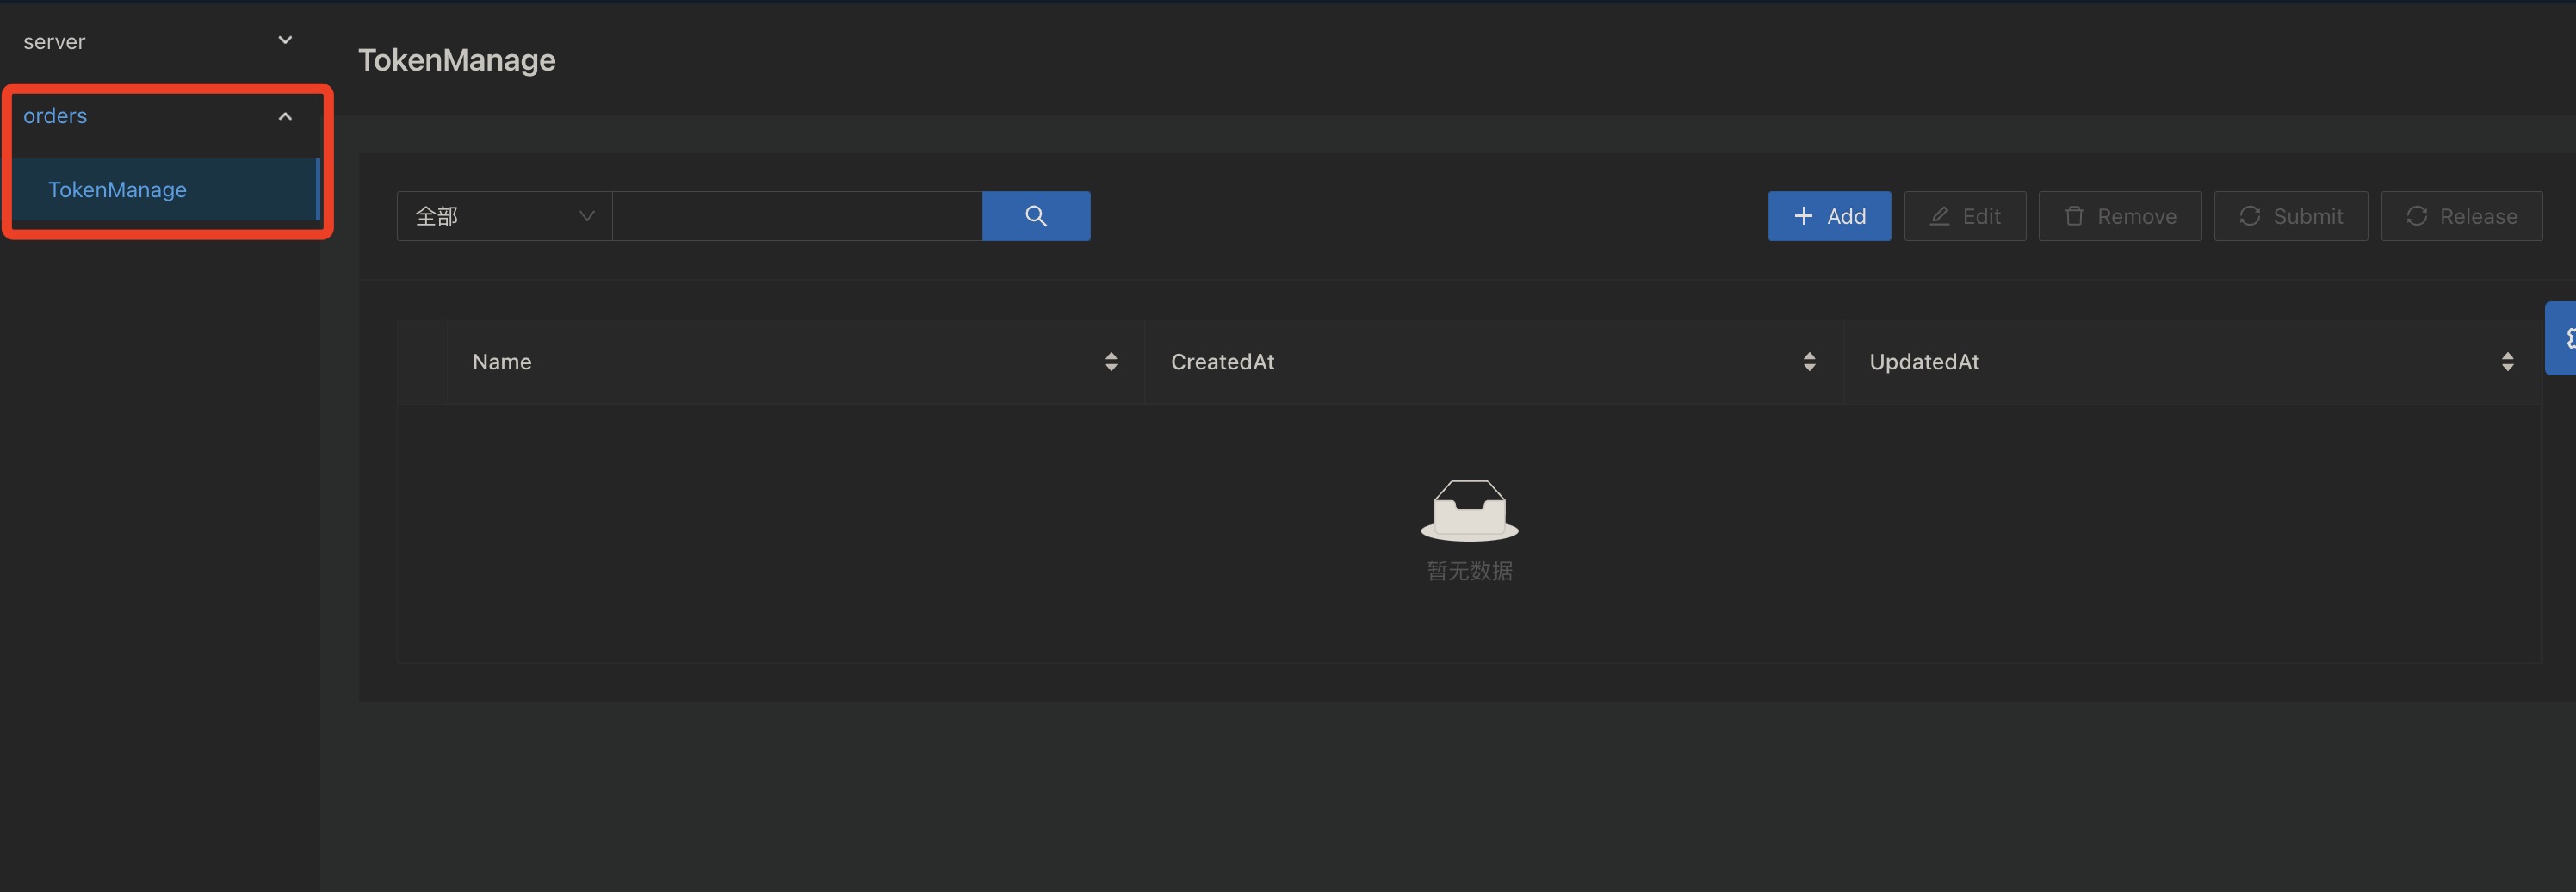 server
TokenManage
orders
TokenManage
全部
Add Edit Remove Submit Release
Name CreatedAt UpdatedAt
暂无数据